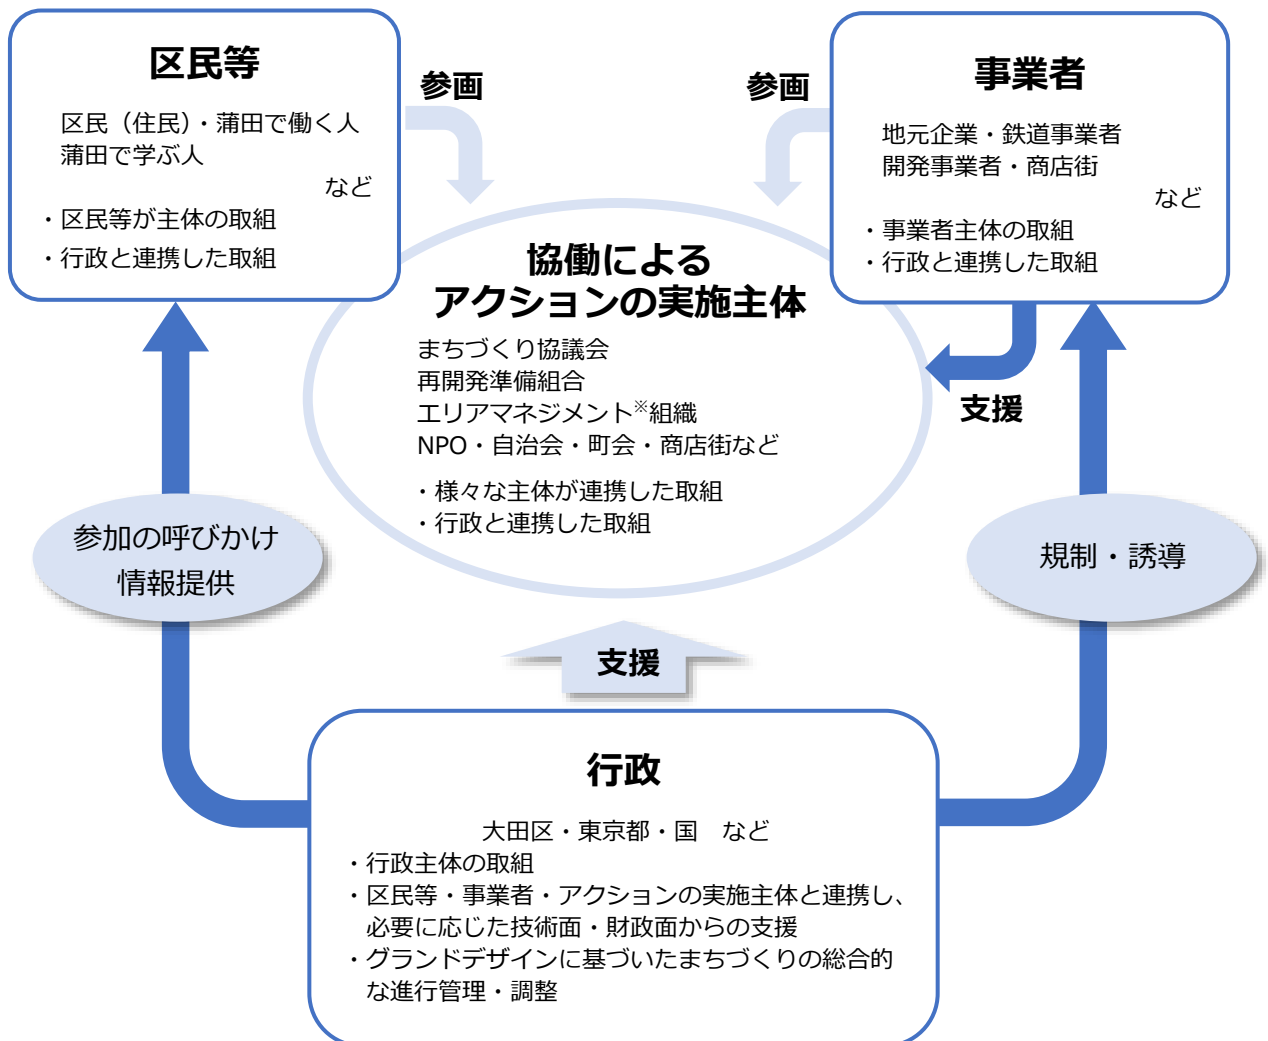 区民等
区民（住民）・蒲田で働く人
蒲田で学ぶ人
など
・区民等が主体の取組
・行政と連携した取組
参画
参画
事業者
地元企業・鉄道事業者
開発事業者・商店街
など
・事業者主体の取組
・行政と連携した取組
協働による
アクションの実施主体
まちづくり協議会
再開発準備組合
エリアマネジメント※組織
NPO・自治会・町会・商店街など
・様々な主体が連携した取組
・行政と連携した取組
支援
参加の呼びかけ
情報提供
規制・誘導
支援
行政
大田区・東京都・国　など
・行政主体の取組
・区民等・事業者・アクションの実施主体と連携し、
必要に応じた技術面・財政面からの支援
・グランドデザインに基づいたまちづくりの総合的
な進行管理・調整